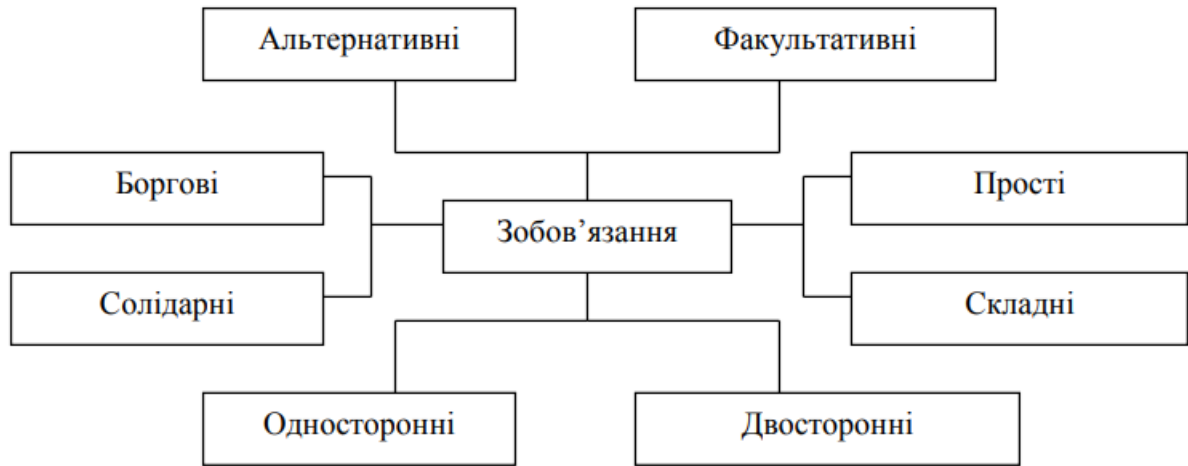 Альтернативні
Факультативні
Боргові
Прості
Зобов’язання
Солідарні
Складні
Односторонні
Двосторонні